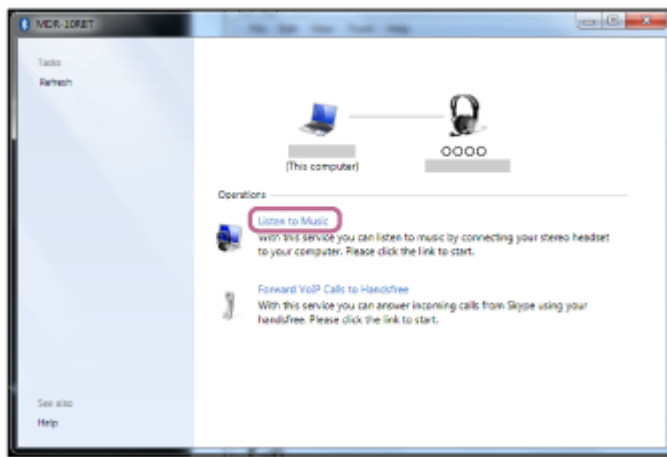 MDR-10RBT
Tasks
Refresh
(This computer)
OOOO
Operations
Listen to Music
With this service you can listen to music by connecting your stereo headset
to your computer. Please click the link to start.
Forward VoIP Calls to Handsfree
With this service you can answer incoming calls from Skype using your
handsfree. Please click the link to start.
See also
Help